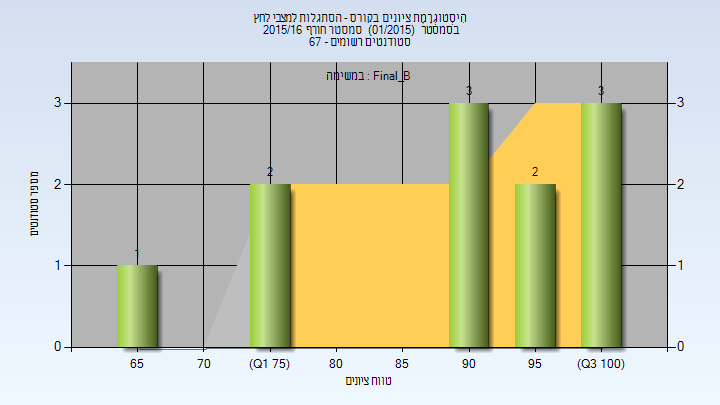 היסטוגרמת ציונים בקורס - הסתגלות למצבי לחץ
בסמסטר (01/2015) סמסטר חורף 2015/16
סטודנטים רשומים - 67
במשימה : Final_B
מספר סטודנטים
3 3
2 2
1 1
0 0
1 2 3 2 3
65 70 (Q1 75) 80 85 90 95 (Q3 100)
טווח ציונים